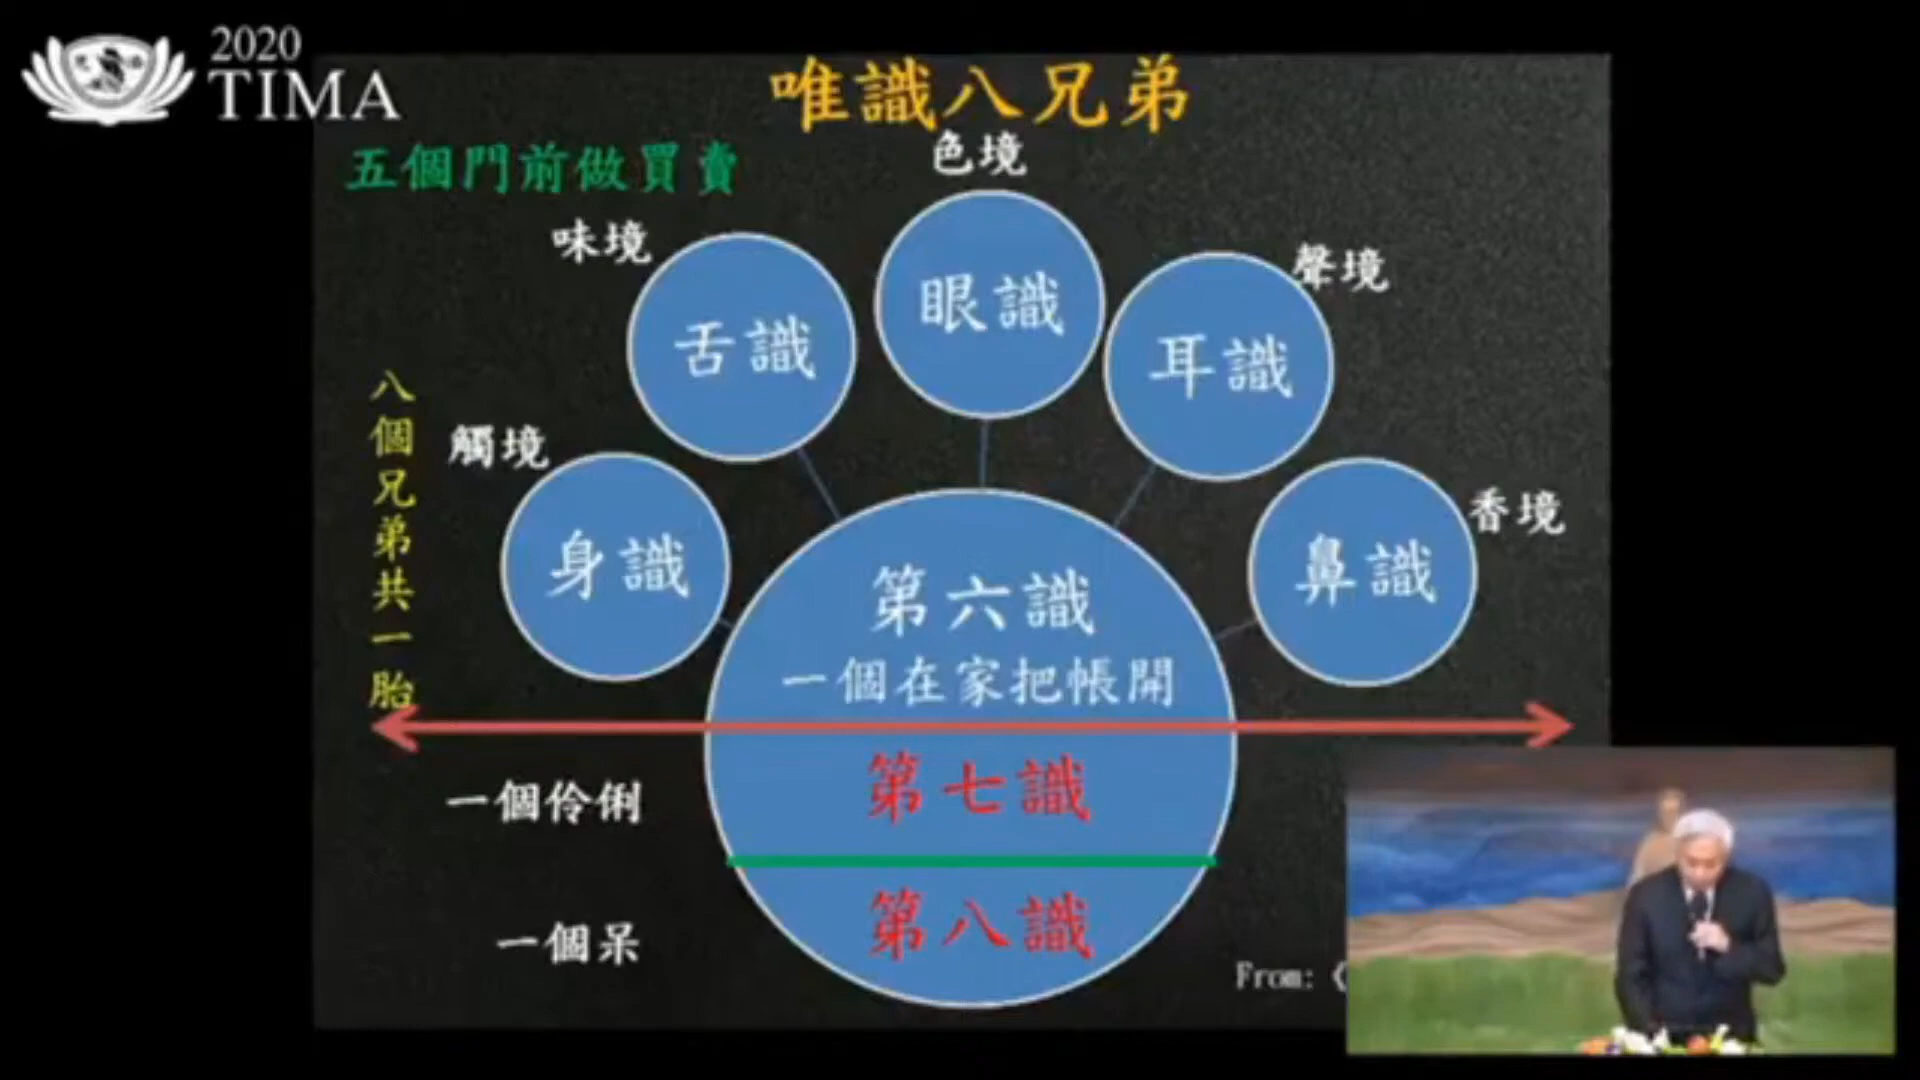 2020
TIMA
唯識八兄弟
五個門前做買賣
色境
味境
聲境
眼識
舌識
耳識
八個兄弟共一胎
觸境
香境
身識
鼻識
第六識
一個在家把帳開
第七識
一個伶俐
第八識
一個呆
From:《